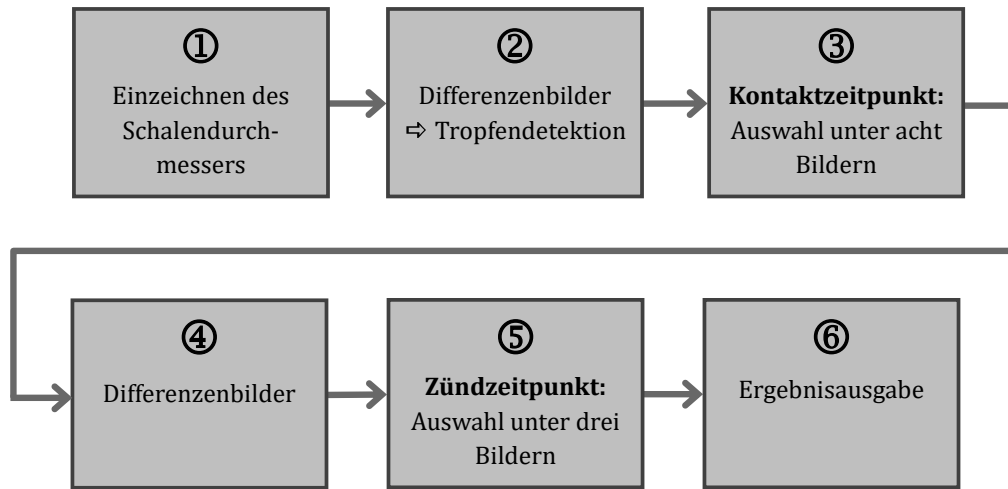 ①
Einzeichnen des
Schalendurch-
messers
②
Differenzenbilder
⇨ Tropfendetektion
③
Kontaktzeitpunkt:
Auswahl unter acht
Bildern
④
Differenzenbilder
⑤
Zündzeitpunkt:
Auswahl unter drei
Bildern
⑥
Ergebnisausgabe